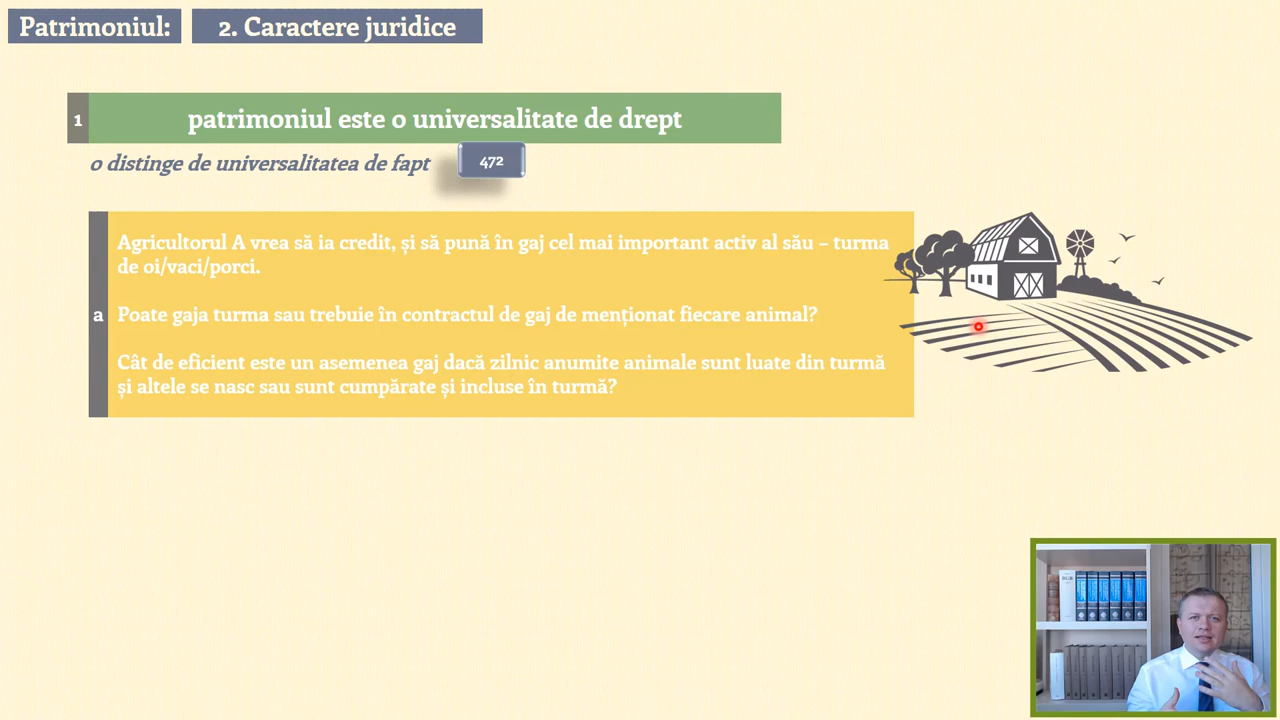 Patrimoniul:
2. Caractere juridice
1
patrimoniul este o universalitate de drept
o distinge de universalitatea de fapt
472
Agricultorul A vrea să ia credit, și să pună în gaj cel mai important activ al său – turma
de oi/vaci/porci.
a
Poate gaja turma sau trebuie în contractul de gaj de menționat fiecare animal?
Cât de eficient este un asemenea gaj dacă zilnic anumite animale sunt luate din turmă
și altele se nasc sau sunt cumpărate și incluse în turmă?